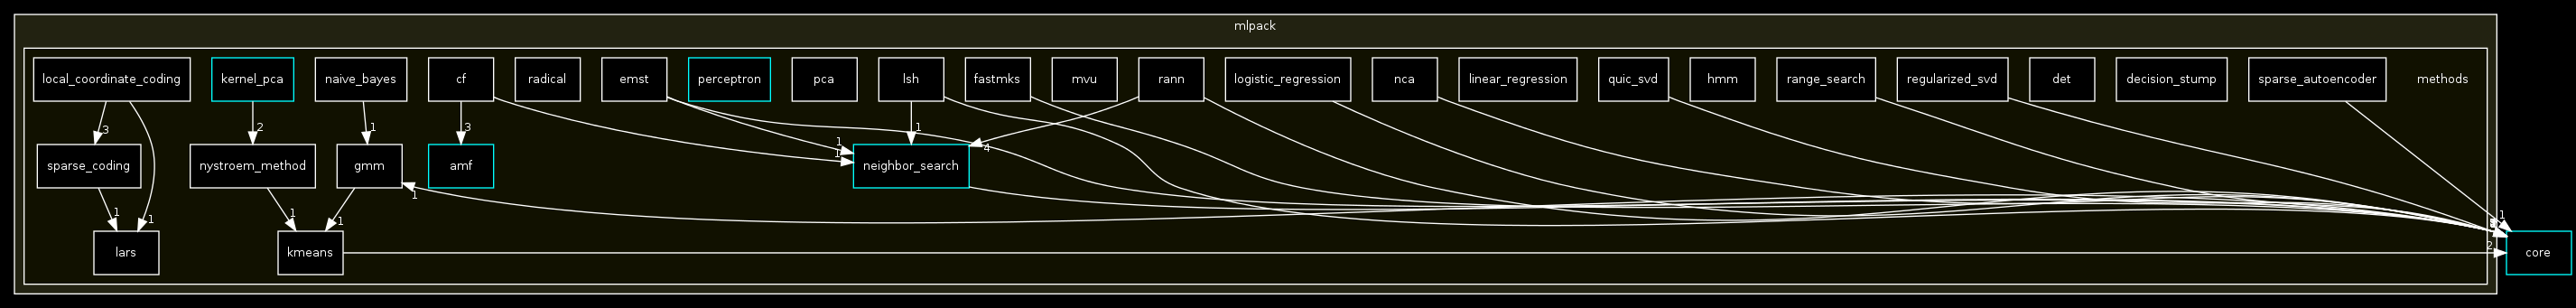 mlpack
local_coordinate_coding
kernel_pca
naive_bayes
cf
radical
emst
perceptron
pca
lsh
fastmks
mvu
rann
logistic_regression
nca
linear_regression
quic_svd
hmm
range_search
regularized_svd
det
decision_stump
sparse_autoencoder
methods
3
2
1
3
1
1
1
4
sparse_coding
nystroem_method
gmm
amf
neighbor_search
1
1
1
1
1
1
2
lars
kmeans
core